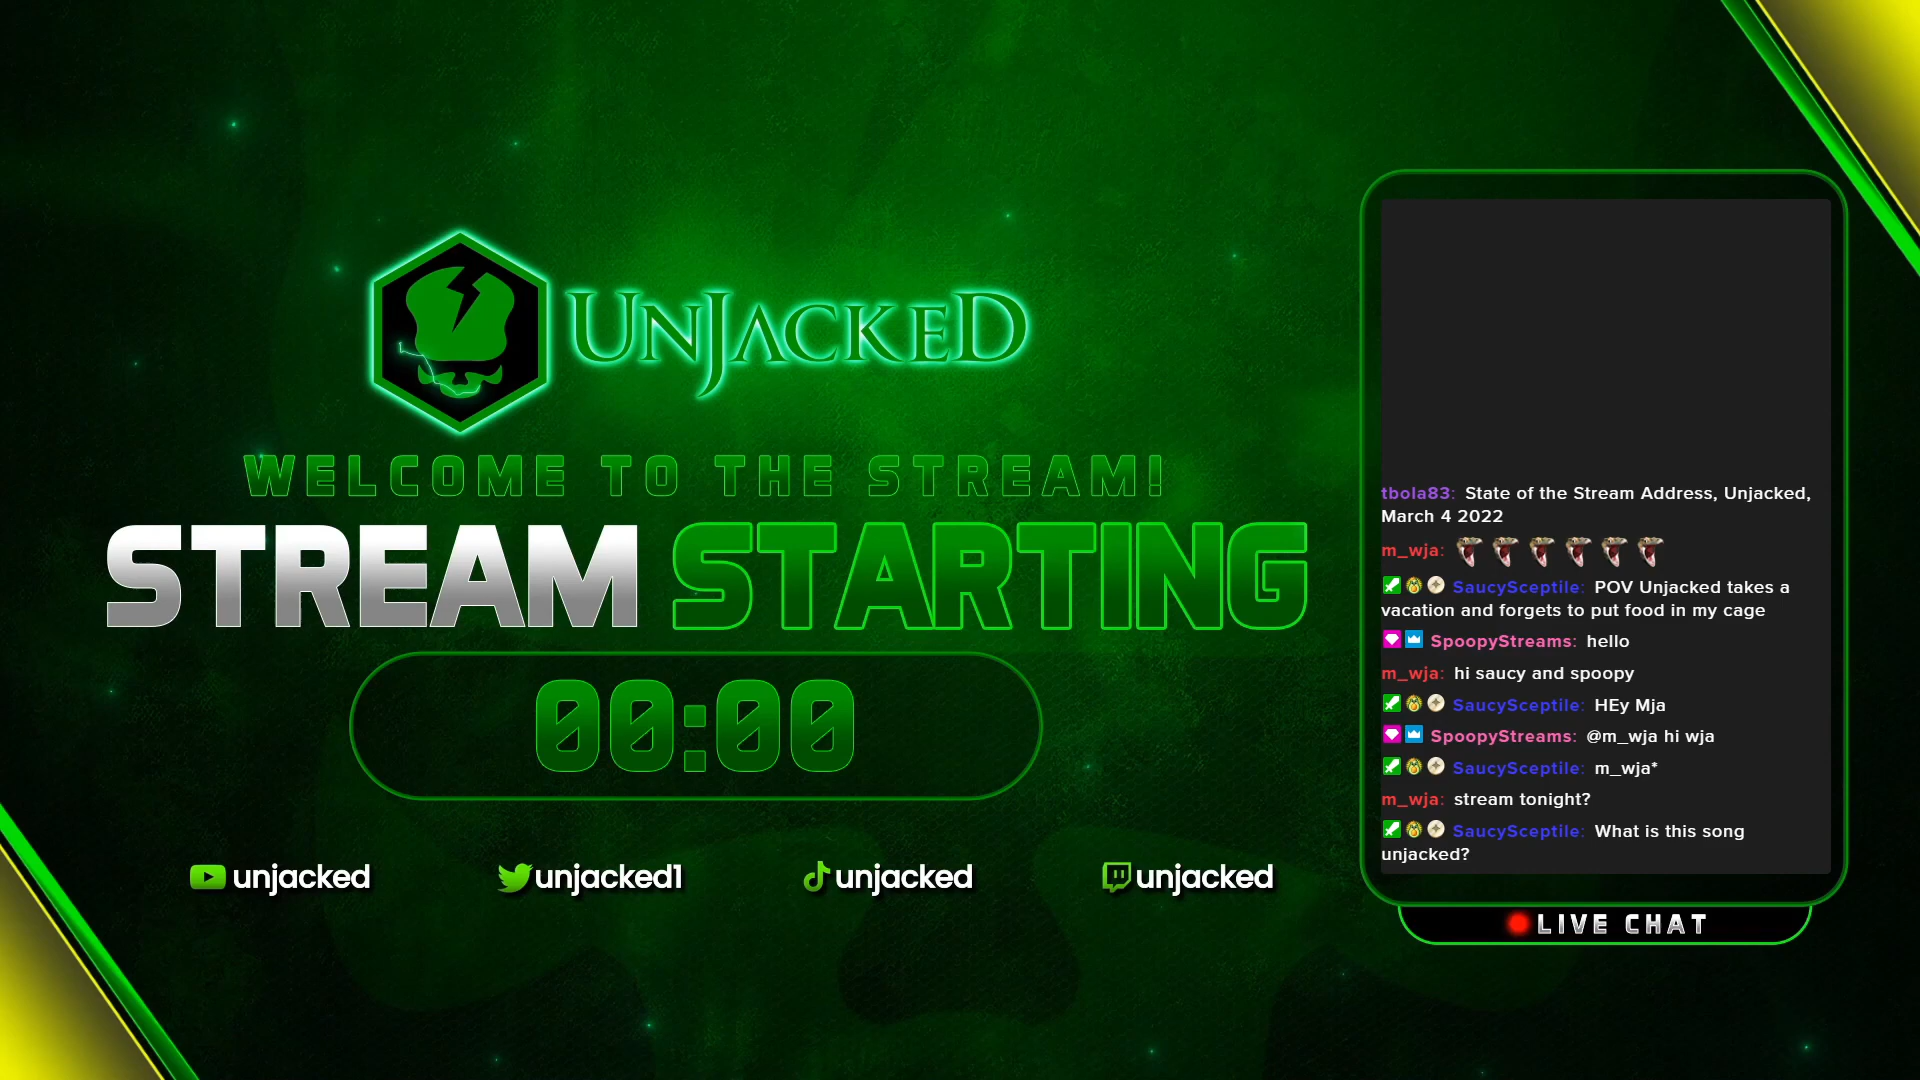 UNJACKED
WELCOME TO THE STREAM!
STREAM STARTING
00:00
unjacked
unjacked1
unjacked
unjacked
tbola83: State of the Stream Address, Unjacked,
March 4 2022
m_wja:
SaucySceptile: POV Unjacked takes a
vacation and forgets to put food in my cage
SpoopyStreams: hello
m_wja: hi saucy and spoopy
SaucySceptile: HEy Mja
SpoopyStreams: @m_wja hi wja
SaucySceptile: m_wja*
m_wja: stream tonight?
SaucySceptile: What is this song
unjacked?
LIVE CHAT